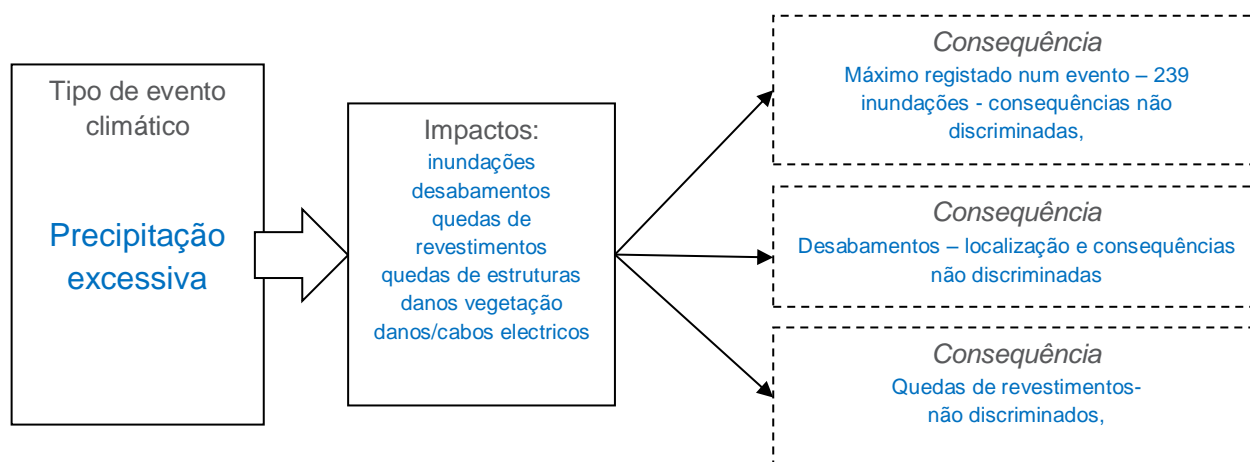 Tipo de evento
climático
Precipitação
excessiva
Impactos:
inundações
desabamentos
quedas de
revestimentos
quedas de estruturas
danos vegetação
danos/cabos electricos
Consequência
Máximo registado num evento – 239
inundações - consequências não
discriminadas,
Consequência
Desabamentos – localização e consequências
não discriminadas
Consequência
Quedas de revestimentos-
não discriminados,